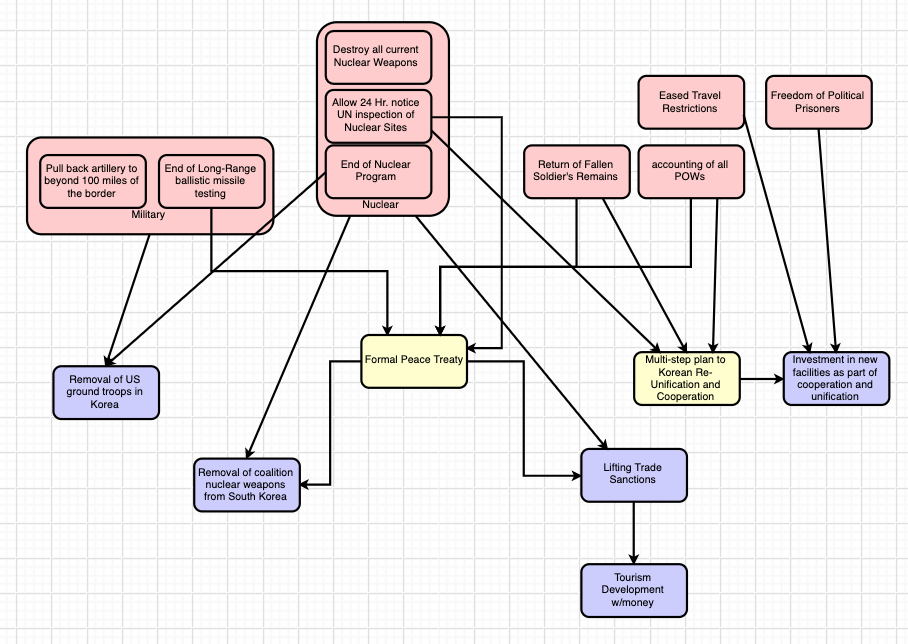 Destroy all current
Nuclear Weapons
Allow 24 Hr. notice
UN inspection of
Nuclear Sites
End of Nuclear
Program
Nuclear
Eased Travel
Restrictions
Freedom of Political
Prisoners
Pull back artillery to
beyond 100 miles of
the border
End of Long-Range
ballistic missile
testing
Military
Return of Fallen
Soldier's Remains
accounting of all
POWs
Formal Peace Treaty
Multi-step plan to
Korean Re-
Unification and
Cooperation
Investment in new
facilities as part of
cooperation and
unification
Removal of US
ground troops in
Korea
Removal of coalition
nuclear weapons
from South Korea
Lifting Trade
Sanctions
Tourism
Development
w/money